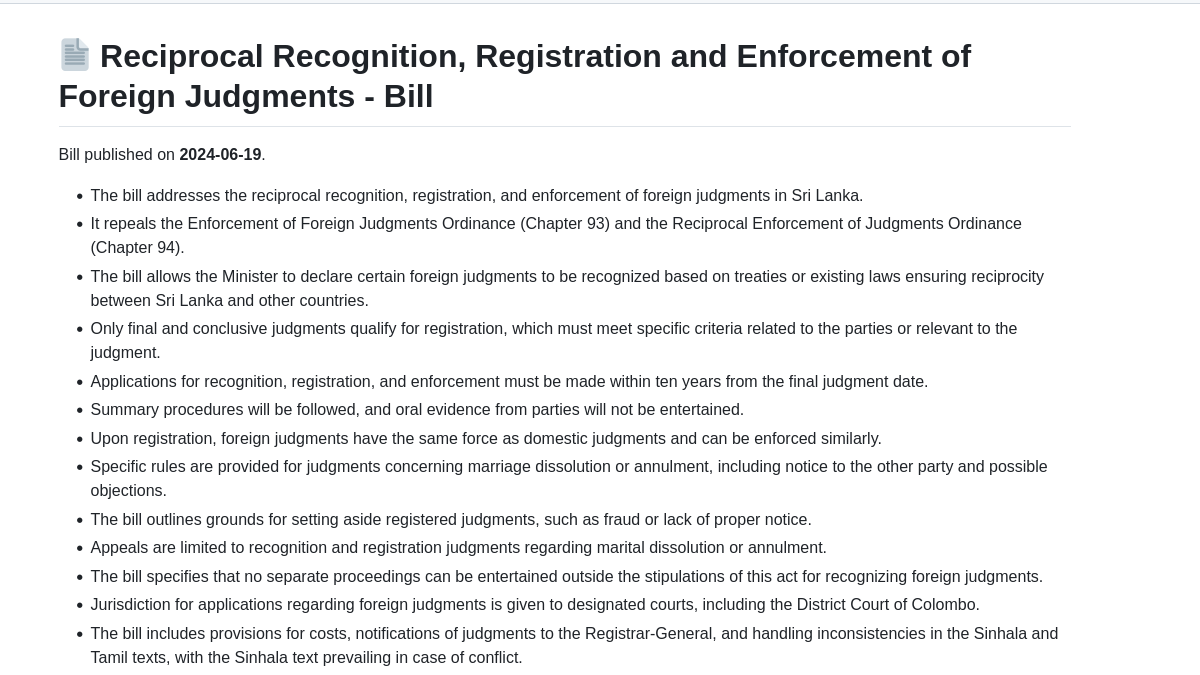 Reciprocal Recognition, Registration and Enforcement of
Foreign Judgments - Bill
Bill published on 2024-06-19.
• The bill addresses the reciprocal recognition, registration, and enforcement of foreign judgments in Sri Lanka.
• It repeals the Enforcement of Foreign Judgments Ordinance (Chapter 93) and the Reciprocal Enforcement of Judgments Ordinance
(Chapter 94).
• The bill allows the Minister to declare certain foreign judgments to be recognized based on treaties or existing laws ensuring reciprocity
between Sri Lanka and other countries.
• Only final and conclusive judgments qualify for registration, which must meet specific criteria related to the parties or relevant to the
judgment.
• Applications for recognition, registration, and enforcement must be made within ten years from the final judgment date.
• Summary procedures will be followed, and oral evidence from parties will not be entertained.
• Upon registration, foreign judgments have the same force as domestic judgments and can be enforced similarly.
• Specific rules are provided for judgments concerning marriage dissolution or annulment, including notice to the other party and possible
objections.
• The bill outlines grounds for setting aside registered judgments, such as fraud or lack of proper notice.
• Appeals are limited to recognition and registration judgments regarding marital dissolution or annulment.
• The bill specifies that no separate proceedings can be entertained outside the stipulations of this act for recognizing foreign judgments.
• Jurisdiction for applications regarding foreign judgments is given to designated courts, including the District Court of Colombo.
• The bill includes provisions for costs, notifications of judgments to the Registrar-General, and handling inconsistencies in the Sinhala and
Tamil texts, with the Sinhala text prevailing in case of conflict.